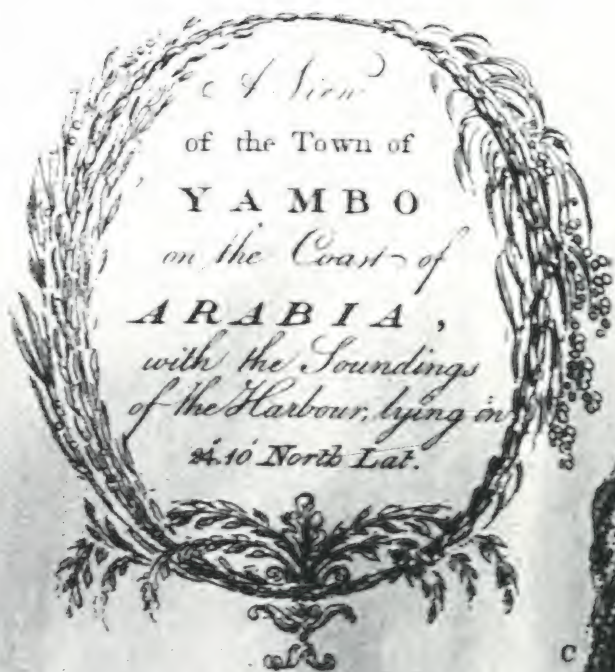 A View
of the Town of
YAMBO
on the Coast of
ARABIA,
with the Soundings
of the Harbour, lying in
24.10 North Lat.
C